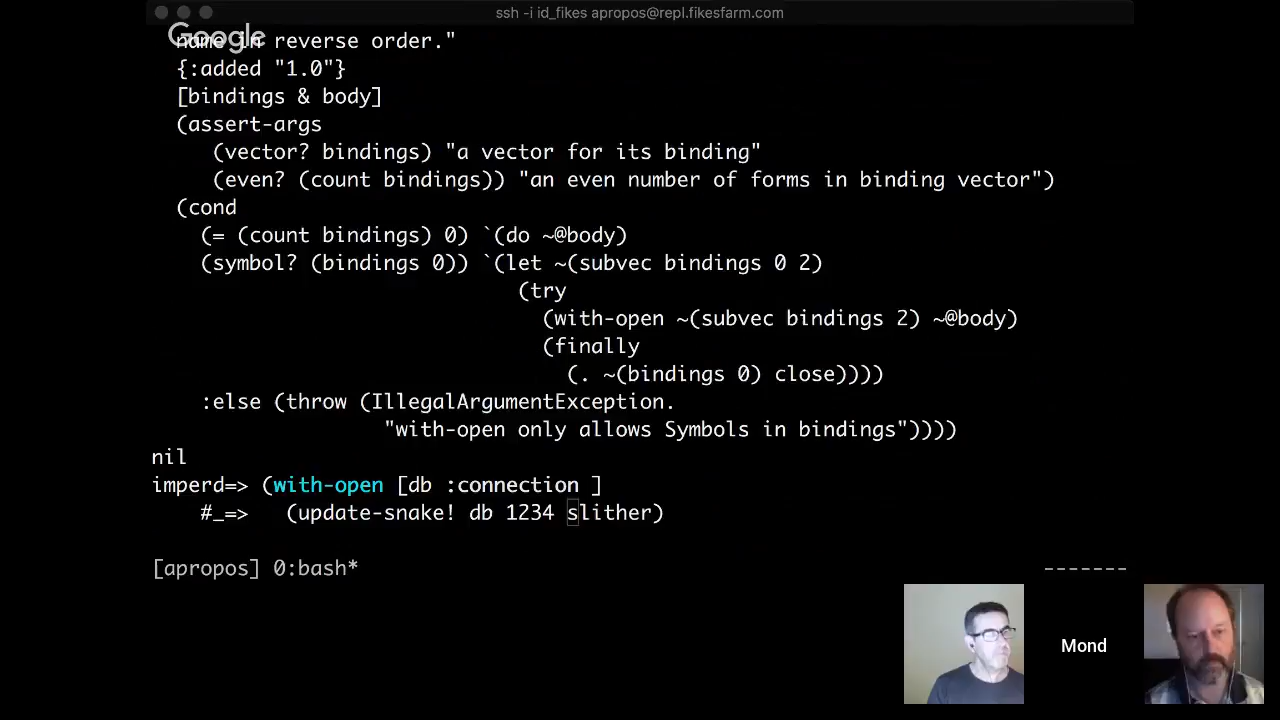 ssh -i id_fikes apropos@repl.fikesfarm.com
Google
name in reverse order."
{:added "1.0"}
[bindings & body]
(assert-args
(vector? bindings) "a vector for its binding"
(even? (count bindings)) "an even number of forms in binding vector")
(cond
(= (count bindings) 0) `(do ~@body)
(symbol? (bindings 0)) `(let ~(subvec bindings 0 2)
(try
(with-open ~(subvec bindings 2) ~@body)
(finally
(. ~(bindings 0) close))))
:else (throw (IllegalArgumentException.
"with-open only allows Symbols in bindings"))))
nil
imperd=> (with-open [db :connection ]
#_=> (update-snake! db 1234 slither)
[apropos] 0:bash*
-------
Mond